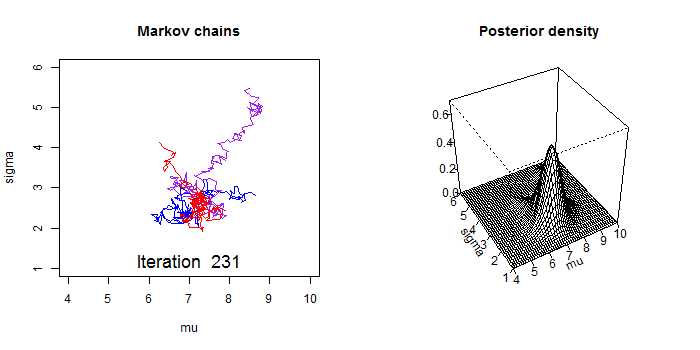 Markov chains
sigma
6
5
4
3
2
1
Iteration 231
4 5 6 7 8 9 10
mu
Posterior density
0.6
0.4
0.2
0.0
6
5
4
3
2
1
sigma
4 5 6 7 8 9 10
mu